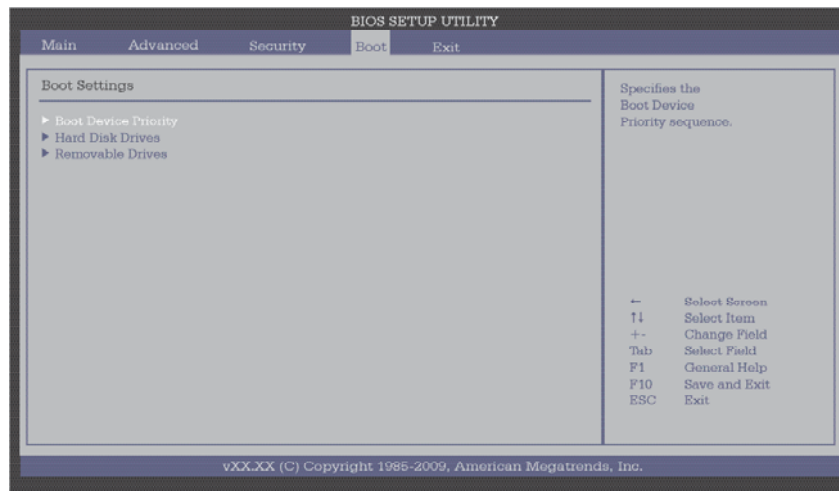 BIOS SETUP UTILITY
Main Advanced Security Boot Exit
Boot Settings
▶ Boot Device Priority
▶ Hard Disk Drives
▶ Removable Drives
Specifies the
Boot Device
Priority sequence.
← Select Screen
↑↓ Select Item
+- Change Field
Tab Select Field
F1 General Help
F10 Save and Exit
ESC Exit
vXX.XX (C) Copyright 1985-2009, American Megatrends, Inc.